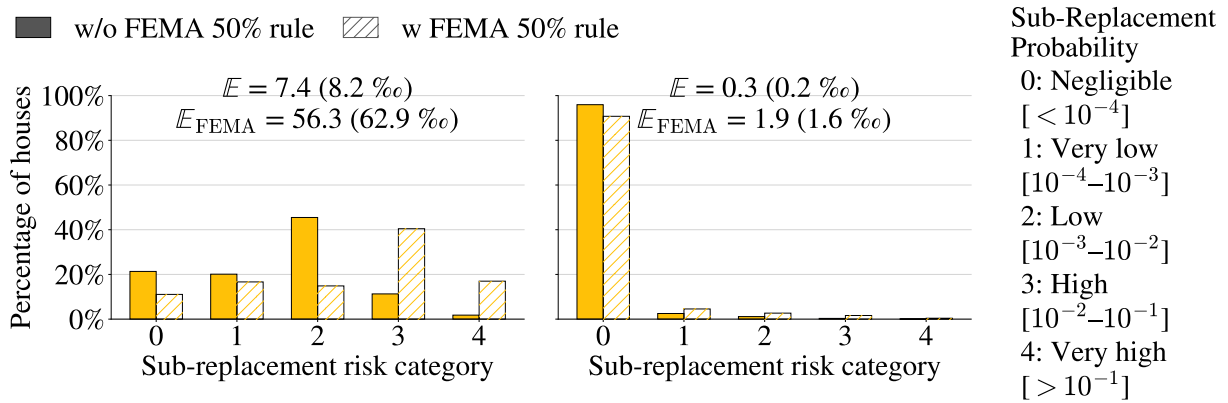 w/o FEMA 50% rule
w FEMA 50% rule
𝔼 = 7.4 (8.2 ‰)
𝔼FEMA = 56.3 (62.9 ‰)
Percentage of houses
100%
80%
60%
40%
20%
0%
0 1 2 3 4
Sub-replacement risk category
𝔼 = 0.3 (0.2 ‰)
𝔼FEMA = 1.9 (1.6 ‰)
0 1 2 3 4
Sub-replacement risk category
Sub-Replacement
Probability
0: Negligible
[ < 10⁻⁴]
1: Very low
[10⁻⁴–10⁻³]
2: Low
[10⁻³–10⁻²]
3: High
[10⁻²–10⁻¹]
4: Very high
[ > 10⁻¹]